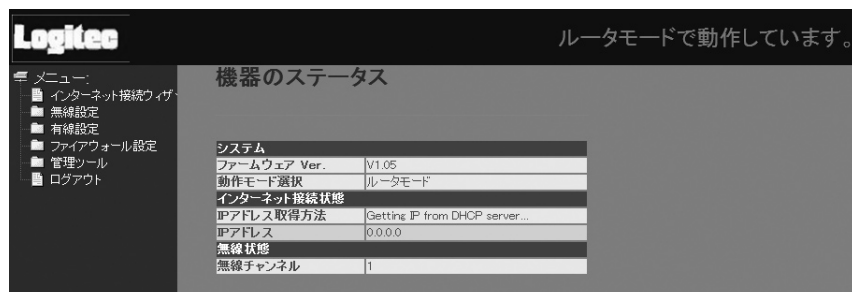 Logitec
ルータモードで動作しています。
メニュー:
インターネット接続ウィザ
無線設定
有線設定
ファイアウォール設定
管理ツール
ログアウト
機器のステータス
システム
ファームウェア Ver. V1.05
動作モード選択 ルータモード
インターネット接続状態
IPアドレス取得方法 Getting IP from DHCP server...
IPアドレス 0.0.0.0
無線状態
無線チャンネル 1